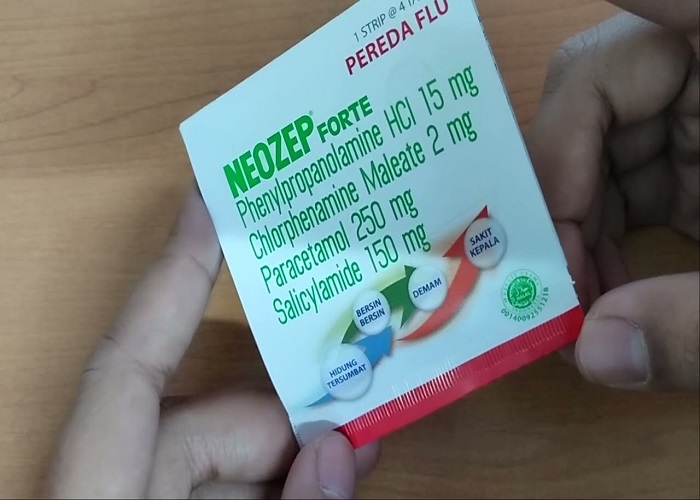 1 STRIP @ 4
PEREDA FLU
NEOZEP® FORTE
Phenylpropanolamine HCl 15 mg
Chlorphenamine Maleate 2 mg
Paracetamol 250 mg
Salicylamide 150 mg
SAKIT
KEPALA
DEMAM
BERSIN
BERSIN
HIDUNG
TERSUMBAT